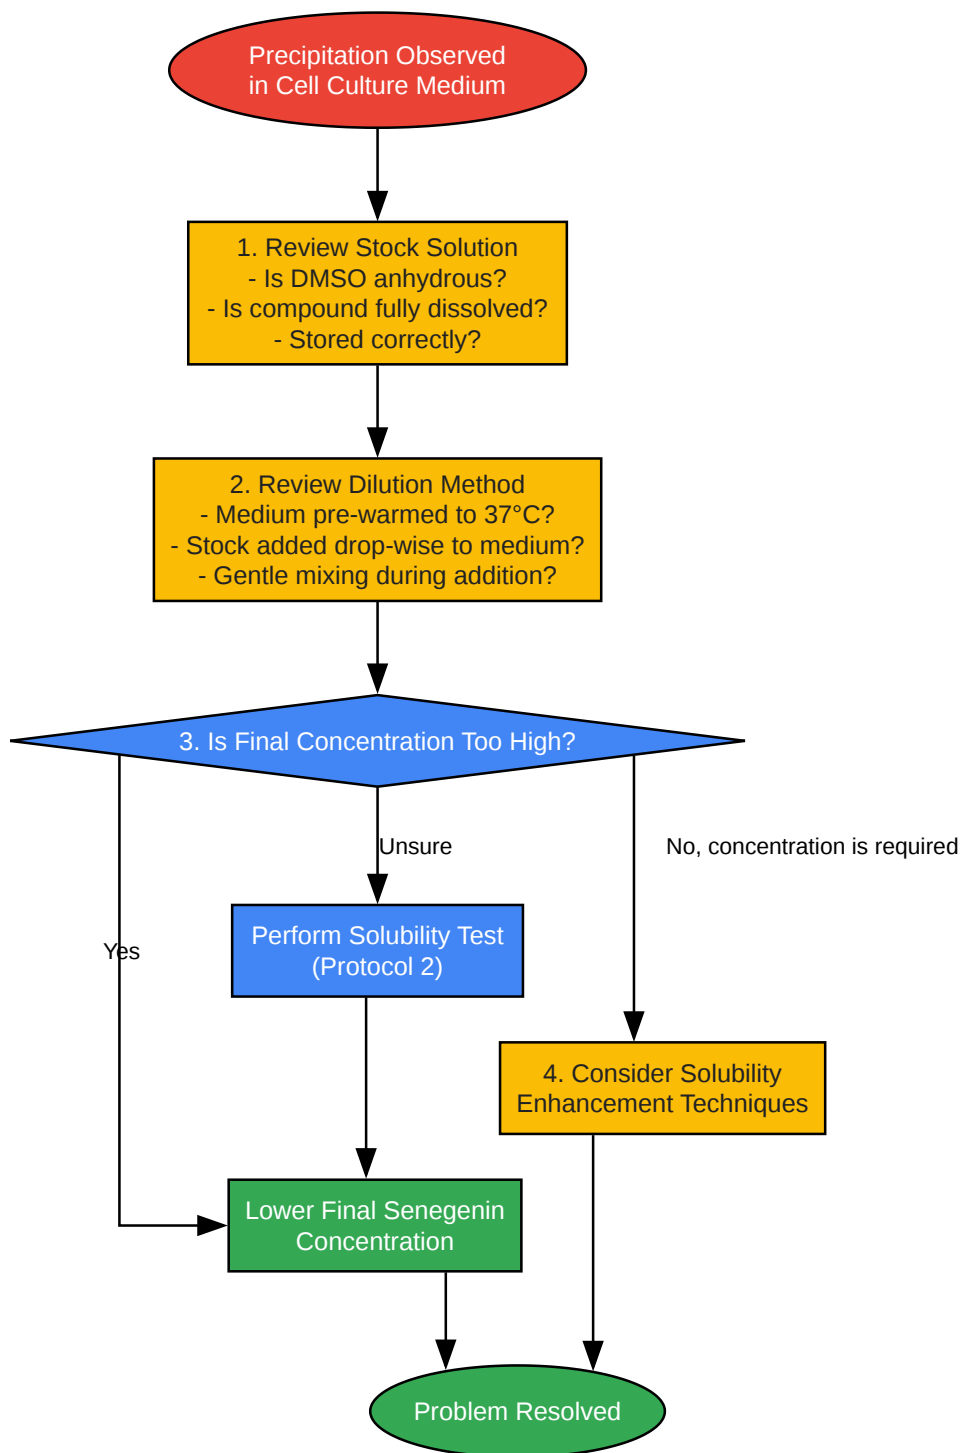 Precipitation Observed
in Cell Culture Medium
1. Review Stock Solution
- Is DMSO anhydrous?
- Is compound fully dissolved?
- Stored correctly?
2. Review Dilution Method
- Medium pre-warmed to 37°C?
- Stock added drop-wise to medium?
- Gentle mixing during addition?
3. Is Final Concentration Too High?
Unsure
No, concentration is required
Perform Solubility Test
(Protocol 2)
Yes
4. Consider Solubility
Enhancement Techniques
Lower Final Senegenin
Concentration
Problem Resolved